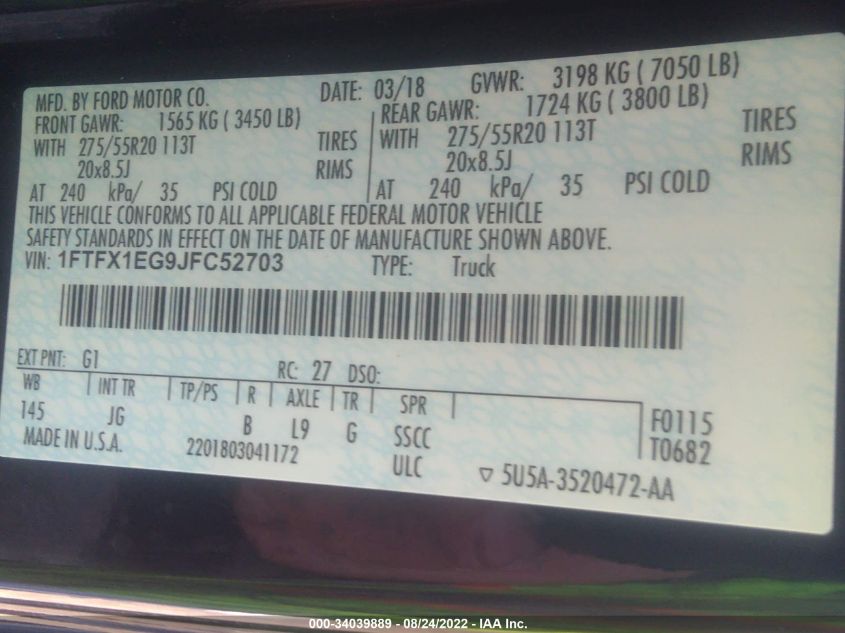 MFD. BY FORD MOTOR CO. DATE: 03/18 GVWR: 3198 KG ( 7050 LB)
FRONT GAWR: 1565 KG ( 3450 LB) REAR GAWR: 1724 KG ( 3800 LB)
WITH 275/55R20 113T TIRES WITH 275/55R20 113T TIRES
20x8.5J RIMS 20x8.5J RIMS
AT 240 kPa/ 35 PSI COLD AT 240 kPa/ 35 PSI COLD
THIS VEHICLE CONFORMS TO ALL APPLICABLE FEDERAL MOTOR VEHICLE
SAFETY STANDARDS IN EFFECT ON THE DATE OF MANUFACTURE SHOWN ABOVE.
VIN: 1FTFX1EG9JFC52703 TYPE: Truck
EXT PNT: G1 RC: 27 DSO:
WB INT TR TP/PS R AXLE TR SPR
145 JG B L9 G SSCC F0115
MADE IN U.S.A. 2201803041172 ULC T0682
5U5A-3520472-AA
000-34039889 - 08/24/2022 - IAA Inc.